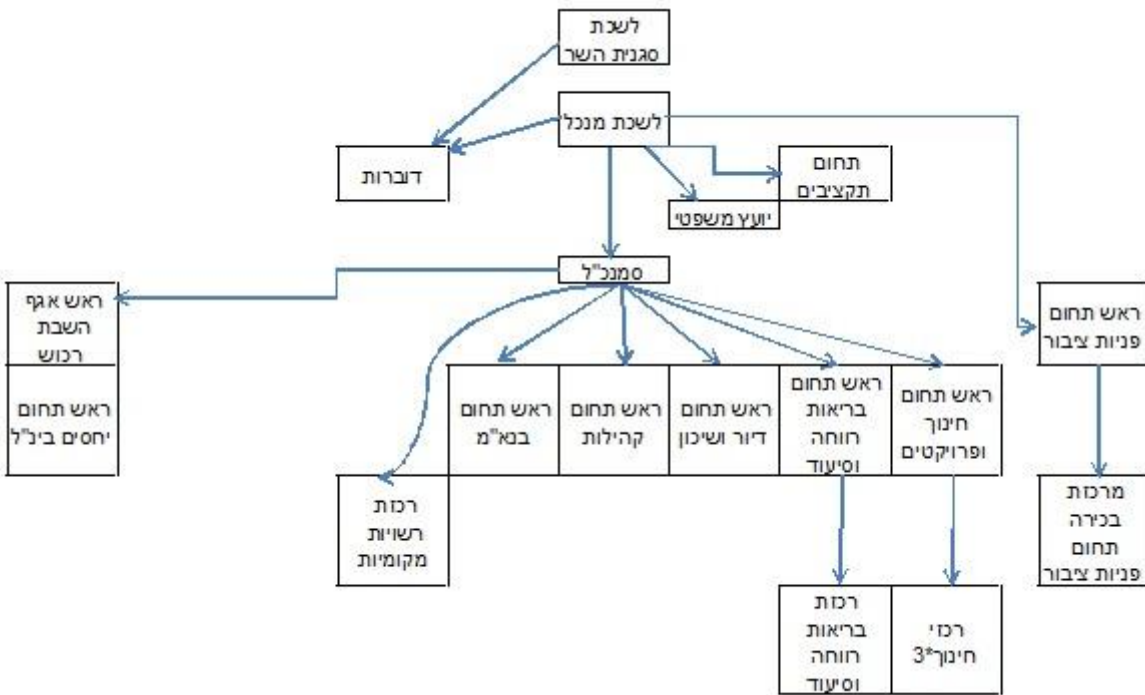 לשכת
סגנית השר
לשכת מנכל
דוברות
תחום
תקציבים
יועץ משפטי
סמנכ"ל
ראש אגף
השבת
רכוש
ראש תחום
יחסים בינ"ל
ראש תחום
פניות ציבור
ראש תחום
חינוך
ופרויקטים
ראש תחום
בריאות
רווחה
וסיעוד
ראש תחום
דיור ושיכון
ראש תחום
קהילות
ראש תחום
בנא"מ
רכזת
רשויות
מקומיות
מרכזת
בכירה
תחום
פניות ציבור
רכזי
חינוך*3
רכזת
בריאות
רווחה
וסיעוד